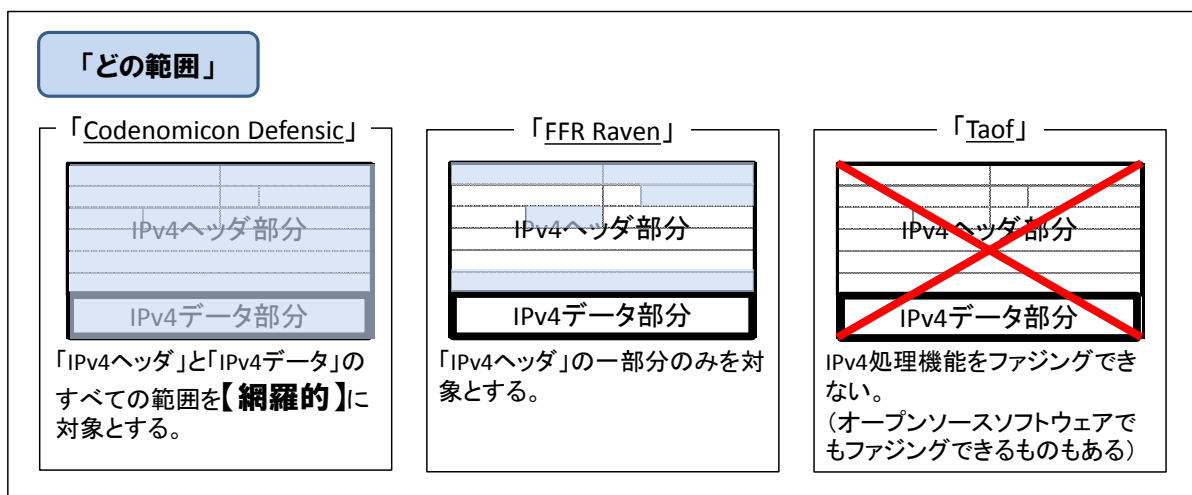 「どの範囲」
「Codenomicon Defensic」
IPv4ヘッダ部分
IPv4データ部分
「IPv4ヘッダ」と「IPv4データ」の
すべての範囲を【網羅的】に
対象とする。
「FFR Raven」
IPv4ヘッダ部分
IPv4データ部分
「IPv4ヘッダ」の一部分のみを対
象とする。
「Taof」
IPv4ヘッダ部分
IPv4データ部分
IPv4処理機能をファジングでき
ない。
（オープンソースソフトウェアで
もファジングできるものもある）